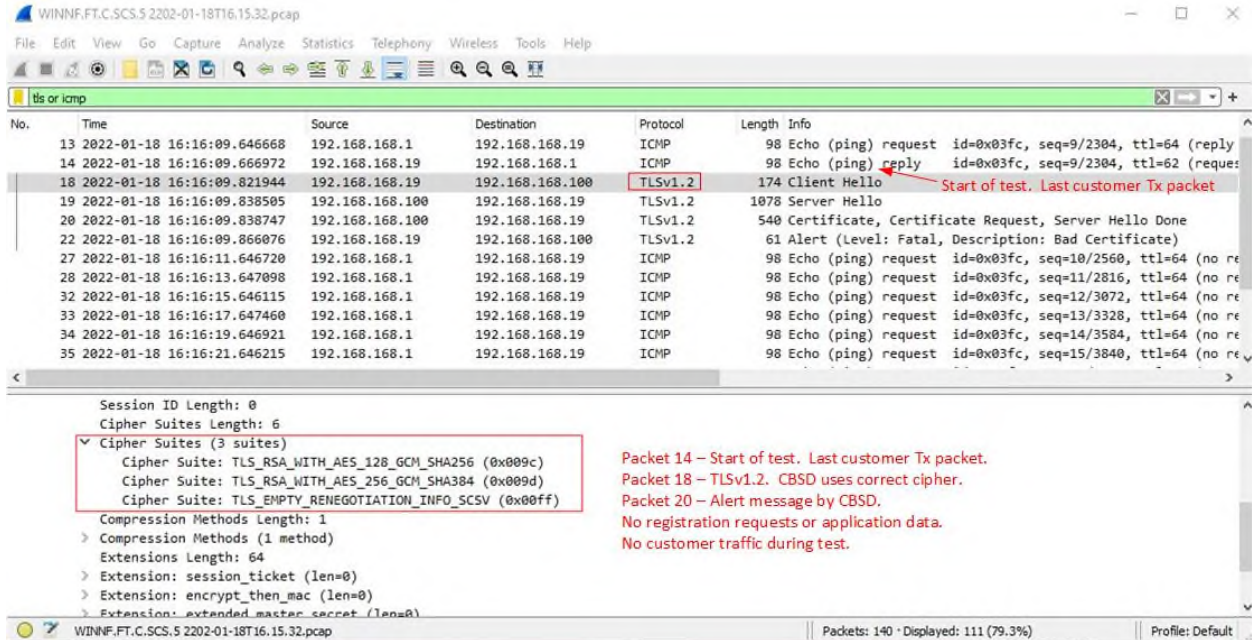 WINNF.FT.C.SCS.5 2202-01-18T16.15.32.pcap
File Edit View Go Capture Analyze Statistics Telephony Wireless Tools Help
tls or icmp
No. Time Source Destination Protocol Length Info
13 2022-01-18 16:16:09.646668 192.168.168.1 192.168.168.19 ICMP 98 Echo (ping) request id=0x03fc, seq=9/2304, ttl=64 (reply
14 2022-01-18 16:16:09.666972 192.168.168.19 192.168.168.1 ICMP 98 Echo (ping) reply id=0x03fc, seq=9/2304, ttl=62 (reques
18 2022-01-18 16:16:09.821944 192.168.168.19 192.168.168.100 TLSv1.2 174 Client Hello
Start of test. Last customer Tx packet
19 2022-01-18 16:16:09.838505 192.168.168.100 192.168.168.19 TLSv1.2 1078 Server Hello
20 2022-01-18 16:16:09.838747 192.168.168.100 192.168.168.19 TLSv1.2 540 Certificate, Certificate Request, Server Hello Done
22 2022-01-18 16:16:09.866076 192.168.168.19 192.168.168.100 TLSv1.2 61 Alert (Level: Fatal, Description: Bad Certificate)
27 2022-01-18 16:16:11.646720 192.168.168.1 192.168.168.19 ICMP 98 Echo (ping) request id=0x03fc, seq=10/2560, ttl=64 (no re
28 2022-01-18 16:16:13.647098 192.168.168.1 192.168.168.19 ICMP 98 Echo (ping) request id=0x03fc, seq=11/2816, ttl=64 (no re
32 2022-01-18 16:16:15.646115 192.168.168.1 192.168.168.19 ICMP 98 Echo (ping) request id=0x03fc, seq=12/3072, ttl=64 (no re
33 2022-01-18 16:16:17.647460 192.168.168.1 192.168.168.19 ICMP 98 Echo (ping) request id=0x03fc, seq=13/3328, ttl=64 (no re
34 2022-01-18 16:16:19.646921 192.168.168.1 192.168.168.19 ICMP 98 Echo (ping) request id=0x03fc, seq=14/3584, ttl=64 (no re
35 2022-01-18 16:16:21.646215 192.168.168.1 192.168.168.19 ICMP 98 Echo (ping) request id=0x03fc, seq=15/3840, ttl=64 (no re
Session ID Length: 0
Cipher Suites Length: 6
Cipher Suites (3 suites)
Cipher Suite: TLS_RSA_WITH_AES_128_GCM_SHA256 (0x009c)
Cipher Suite: TLS_RSA_WITH_AES_256_GCM_SHA384 (0x009d)
Cipher Suite: TLS_EMPTY_RENEGOTIATION_INFO_SCSV (0x00ff)
Compression Methods Length: 1
Compression Methods (1 method)
Extensions Length: 64
Extension: session_ticket (len=0)
Extension: encrypt_then_mac (len=0)
Extension: extended_master_secret (len=0)
Packet 14 – Start of test. Last customer Tx packet.
Packet 18 – TLSv1.2. CBSD uses correct cipher.
Packet 20 – Alert message by CBSD.
No registration requests or application data.
No customer traffic during test.
WINNF.FT.C.SCS.5 2202-01-18T16.15.32.pcap Packets: 140 · Displayed: 111 (79.3%) Profile: Default